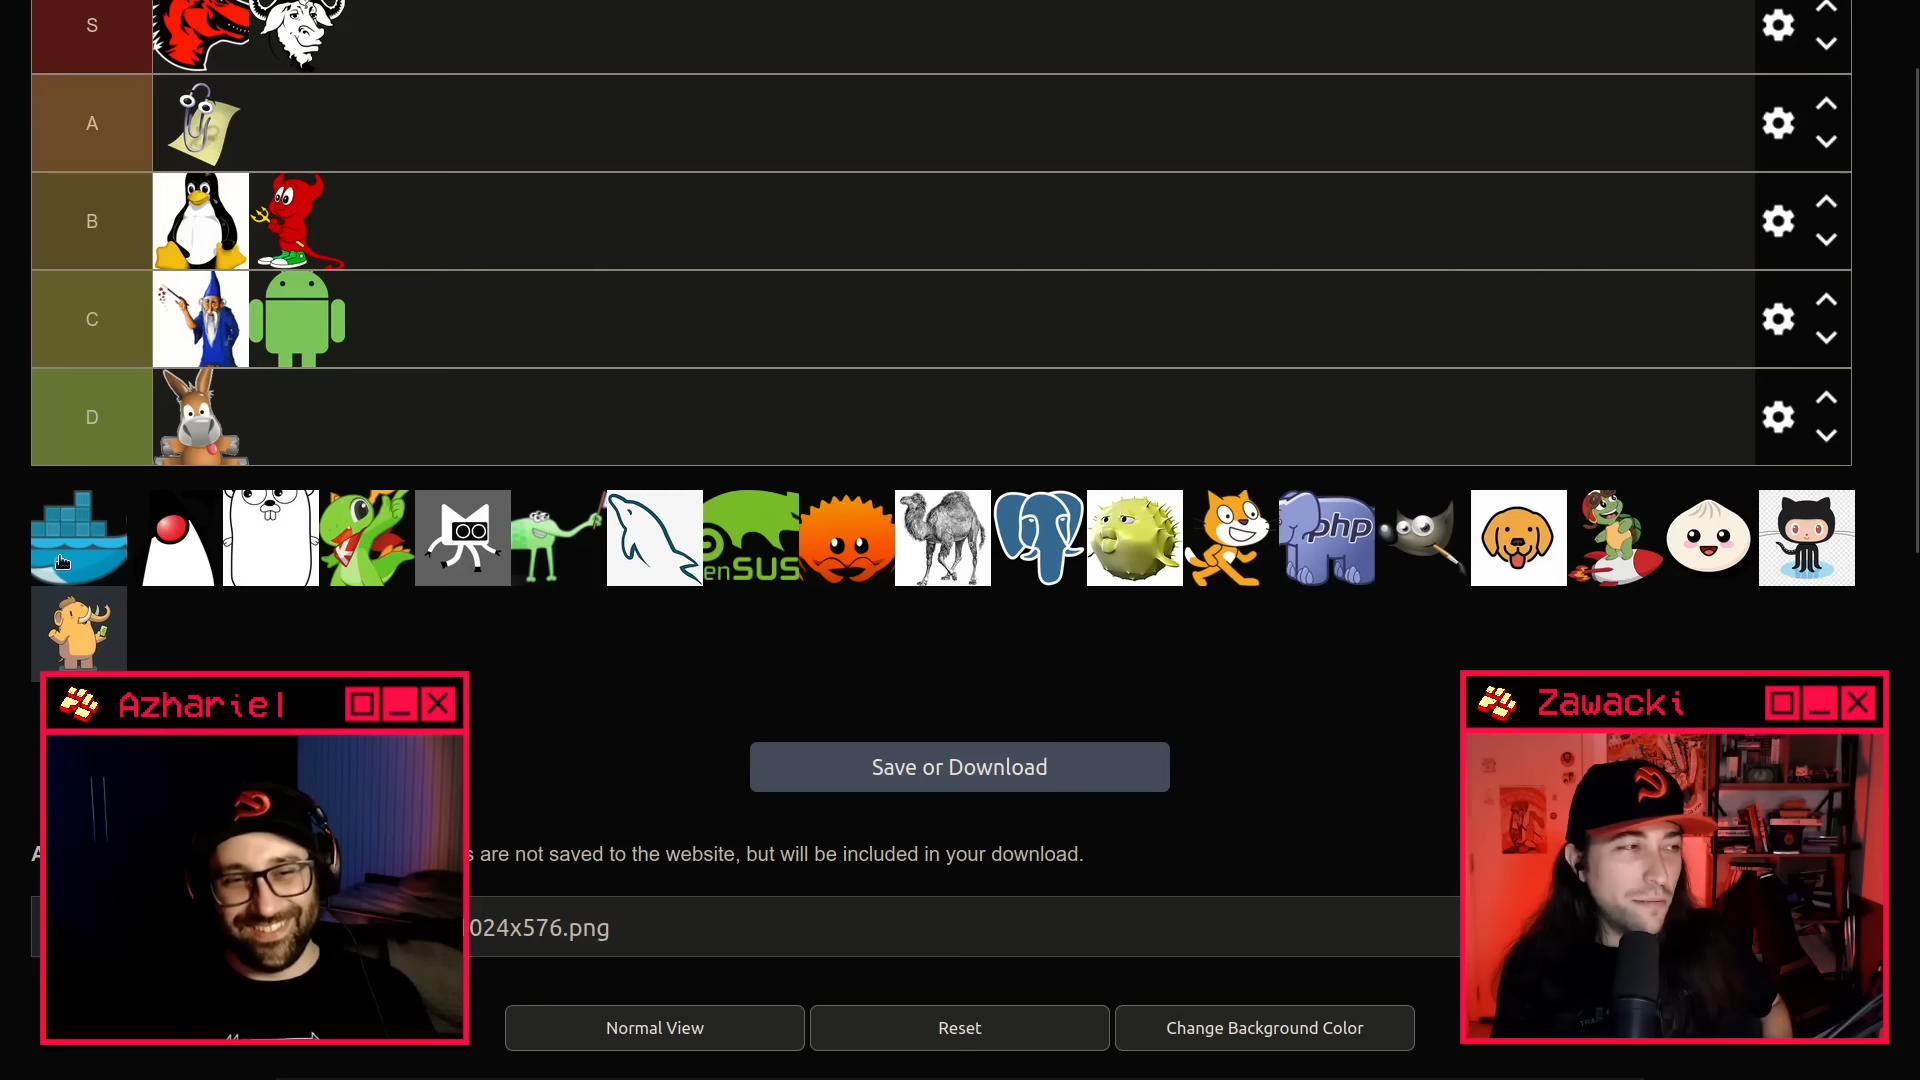 S
A
B
C
D
enSUS
php
Azhariel
Zawacki
Save or Download
s are not saved to the website, but will be included in your download.
024x576.png
Normal View
Reset
Change Background Color